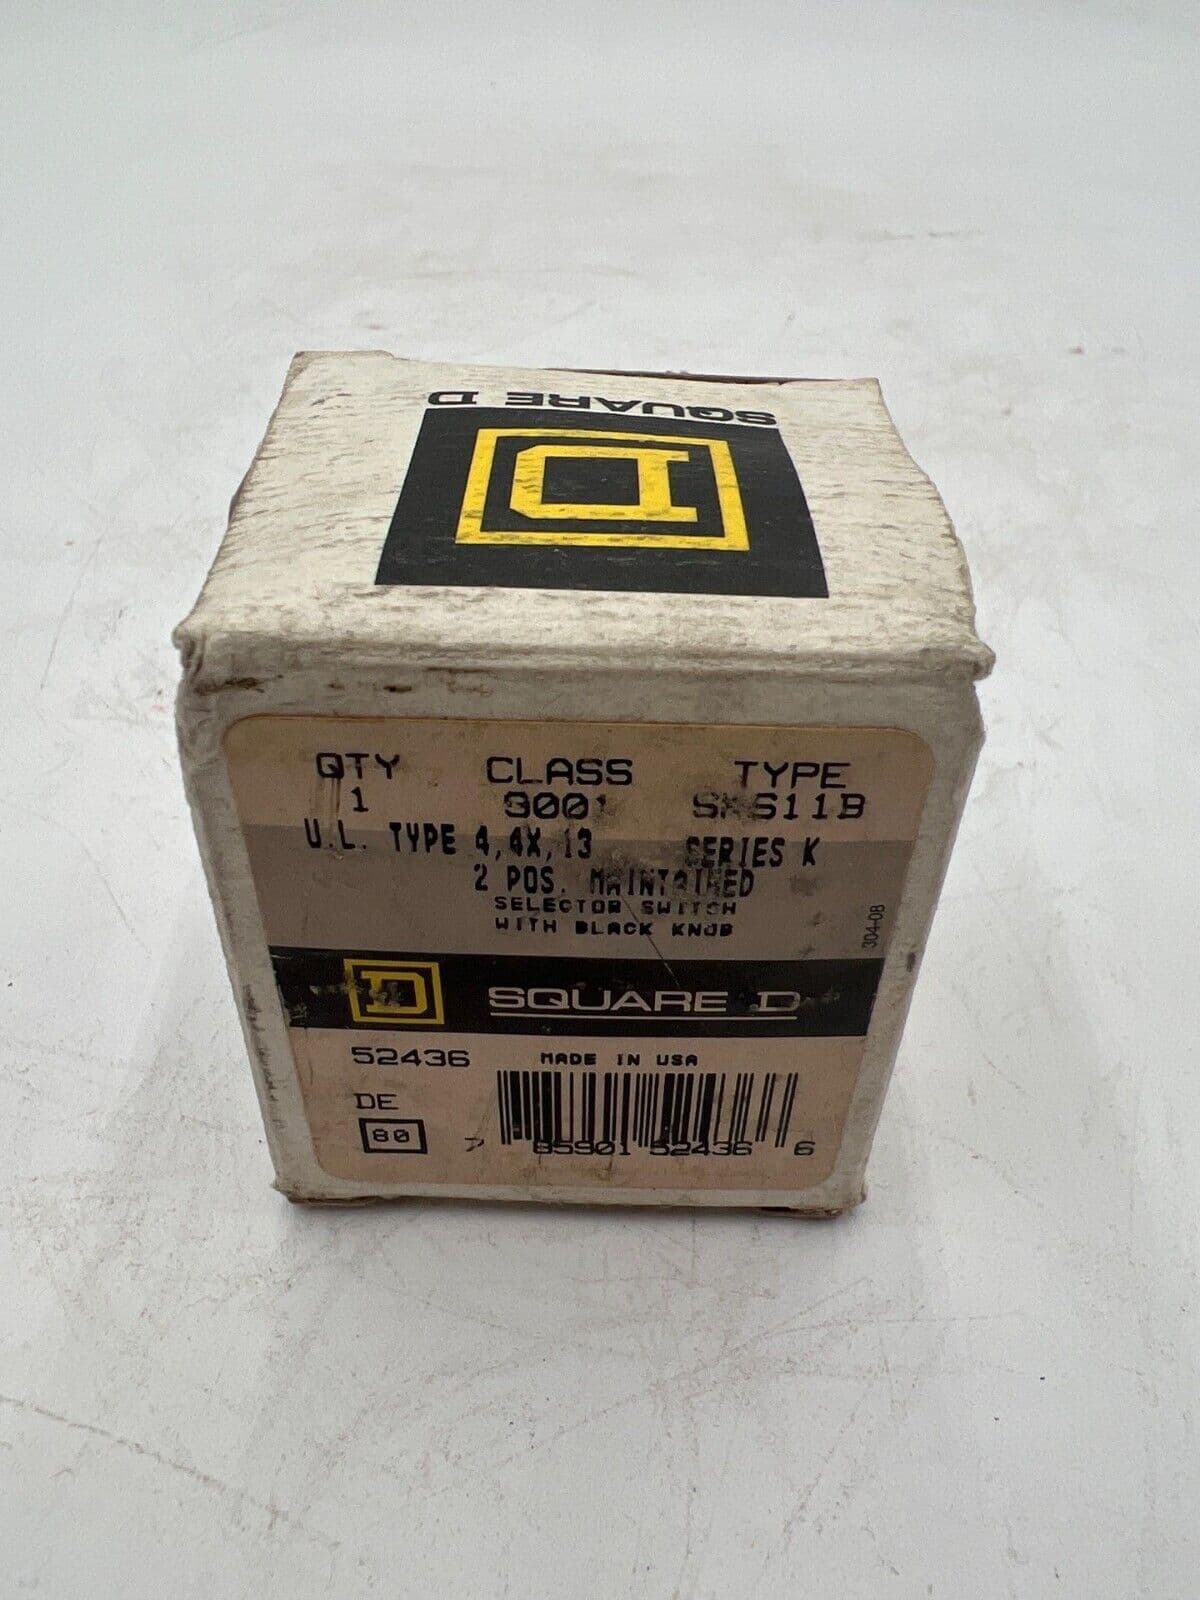 SQUARE D
D
QTY CLASS TYPE
1 9001
U.L. TYPE 4,4X,13 SERIES K
2 POS. MAINTAINED
SELECTOR SWITCH
WITH BLACK KNOB
304-08
D SQUARE D
52436 MADE IN USA
DE
80
7 85901 52436 6